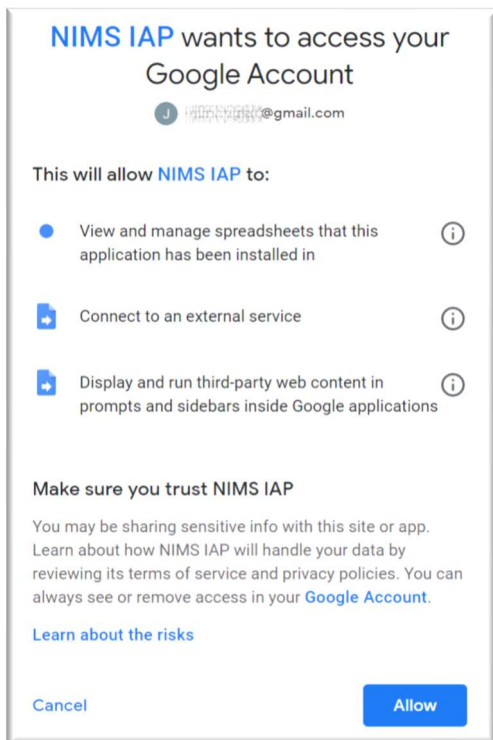 NIMS IAP wants to access your
Google Account
J @gmail.com
This will allow NIMS IAP to:
View and manage spreadsheets that this
application has been installed in
Connect to an external service
Display and run third-party web content in
prompts and sidebars inside Google applications
Make sure you trust NIMS IAP
You may be sharing sensitive info with this site or app.
Learn about how NIMS IAP will handle your data by
reviewing its terms of service and privacy policies. You can
always see or remove access in your Google Account.
Learn about the risks
Cancel
Allow